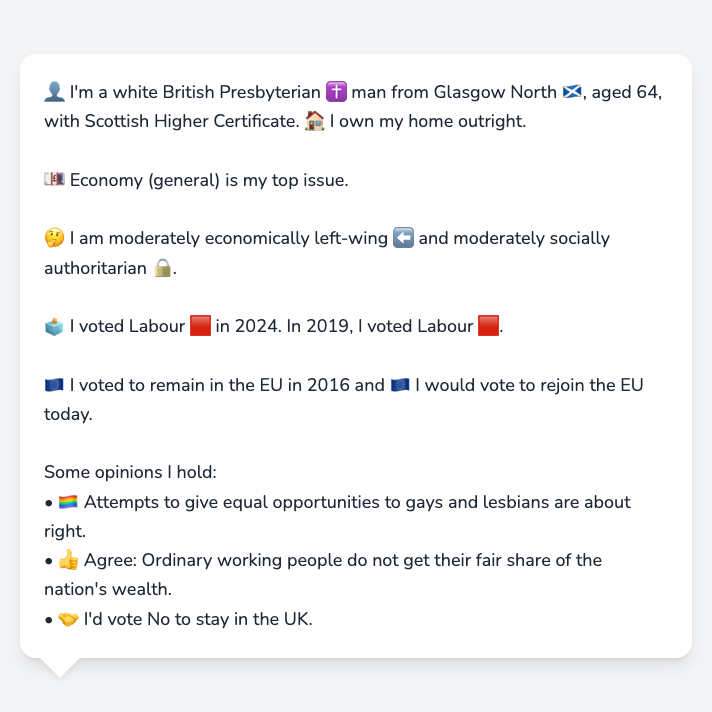 👤 I'm a white British Presbyterian ✝️ man from Glasgow North 🏴󠁧󠁢󠁳󠁣󠁴󠁿, aged 64,
with Scottish Higher Certificate. 🏠 I own my home outright.
💷 Economy (general) is my top issue.
🤔 I am moderately economically left-wing ⬅️ and moderately socially
authoritarian 🔒.
🗳️ I voted Labour 🟥 in 2024. In 2019, I voted Labour 🟥.
🇪🇺 I voted to remain in the EU in 2016 and 🇪🇺 I would vote to rejoin the EU
today.
Some opinions I hold:
• 🏳️‍🌈 Attempts to give equal opportunities to gays and lesbians are about
right.
• 👍 Agree: Ordinary working people do not get their fair share of the
nation's wealth.
• 🤝 I'd vote No to stay in the UK.